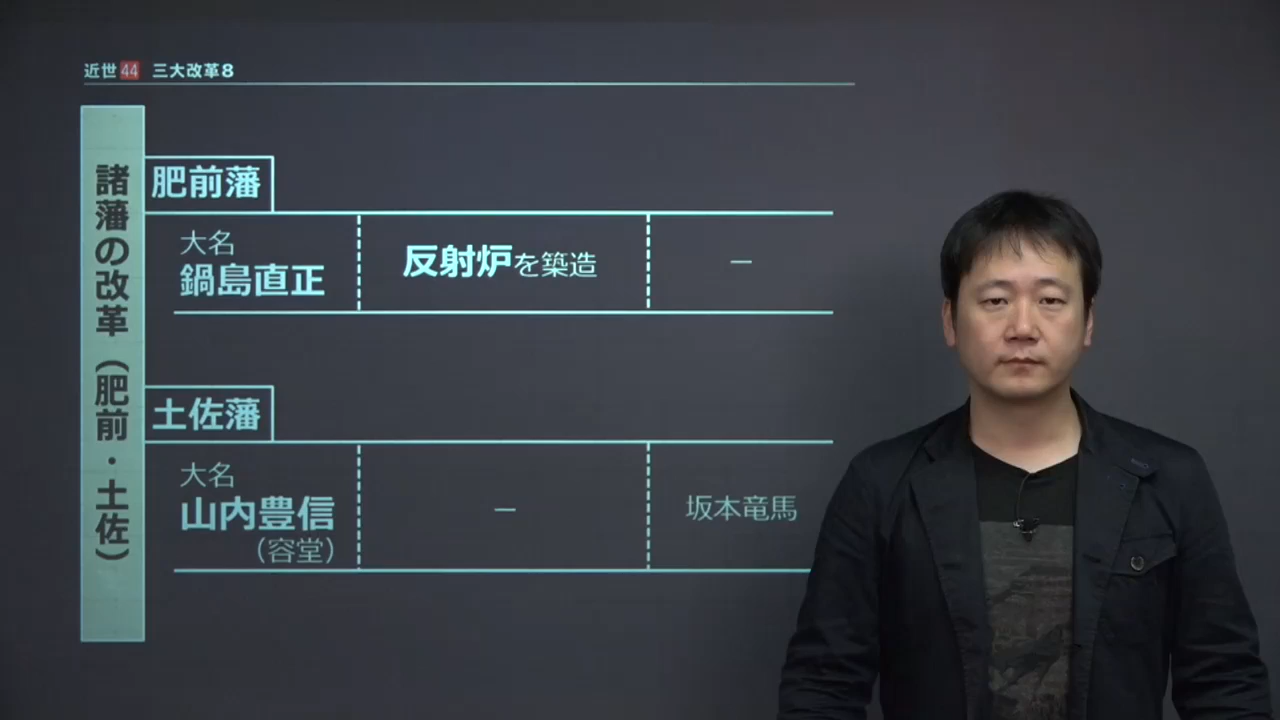 近世44 三大改革8
諸藩の改革（肥前・土佐）
肥前藩
大名
鍋島直正
反射炉を築造
－
土佐藩
大名
山内豊信
（容堂）
－
坂本竜馬